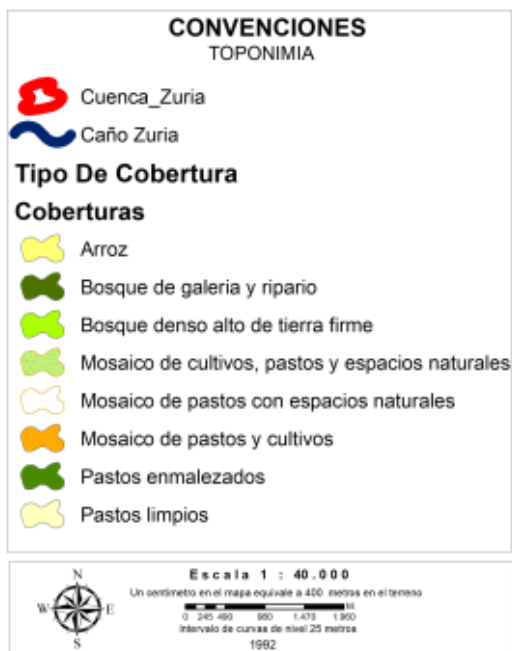 CONVENCIONES
TOPONIMIA
Cuenca_Zuria
Caño Zuria
Tipo De Cobertura
Coberturas
Arroz
Bosque de galeria y ripario
Bosque denso alto de tierra firme
Mosaico de cultivos, pastos y espacios naturales
Mosaico de pastos con espacios naturales
Mosaico de pastos y cultivos
Pastos enmalezados
Pastos limpios
N
W E
S
Escala 1 : 40.000
Un centimetro en el mapa equivale a 400 metros en el terreno
M
0 245 490 980 1.470 1.960
Intervalo de curvas de nivel 25 metros
1992